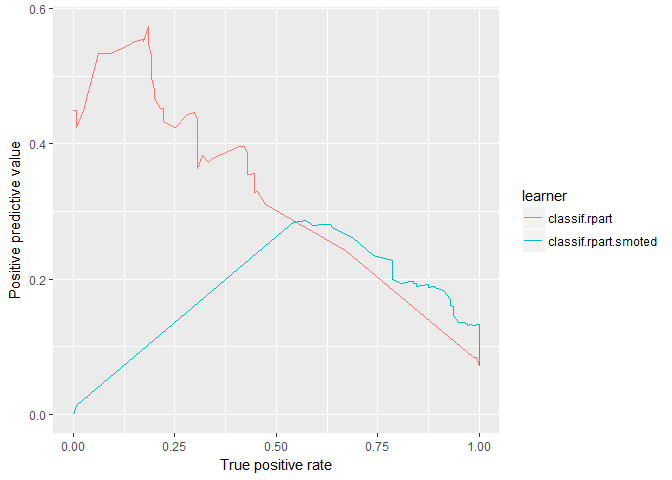 0.6
0.4
0.2
0.0
Positive predictive value
0.00
0.25
0.50
0.75
1.00
True positive rate
learner
classif.rpart
classif.rpart.smoted